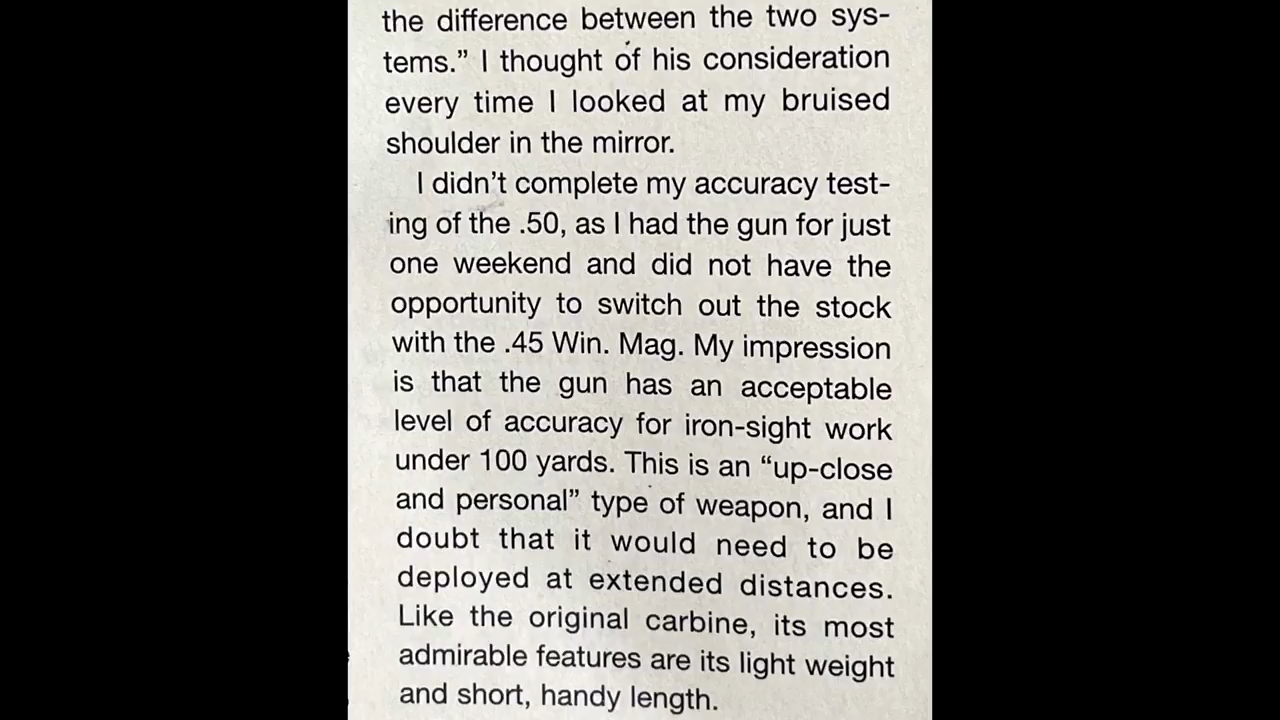 the difference between the two sys-
tems.” I thought of his consideration
every time I looked at my bruised
shoulder in the mirror.
I didn’t complete my accuracy test-
ing of the .50, as I had the gun for just
one weekend and did not have the
opportunity to switch out the stock
with the .45 Win. Mag. My impression
is that the gun has an acceptable
level of accuracy for iron-sight work
under 100 yards. This is an “up-close
and personal” type of weapon, and I
doubt that it would need to be
deployed at extended distances.
Like the original carbine, its most
admirable features are its light weight
and short, handy length.